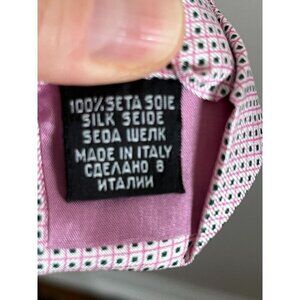 100% SETA SOIE
SILK SEIDE
SEDA ШЕЛК
MADE IN ITALY
СДЕЛАНО В
ИТАЛИИ